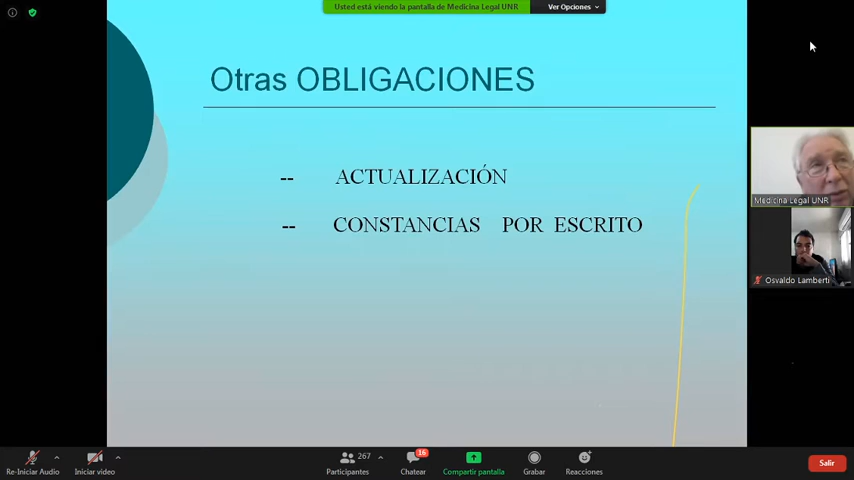 Usted está viendo la pantalla de Medicina Legal UNR
Ver Opciones
Otras OBLIGACIONES
-- ACTUALIZACIÓN
-- CONSTANCIAS POR ESCRITO
Medicina Legal UNR
Osvaldo Lamberti
Re-Iniciar Audio
Iniciar video
267
Participantes
16
Chatear
Compartir pantalla
Grabar
Reacciones
Salir